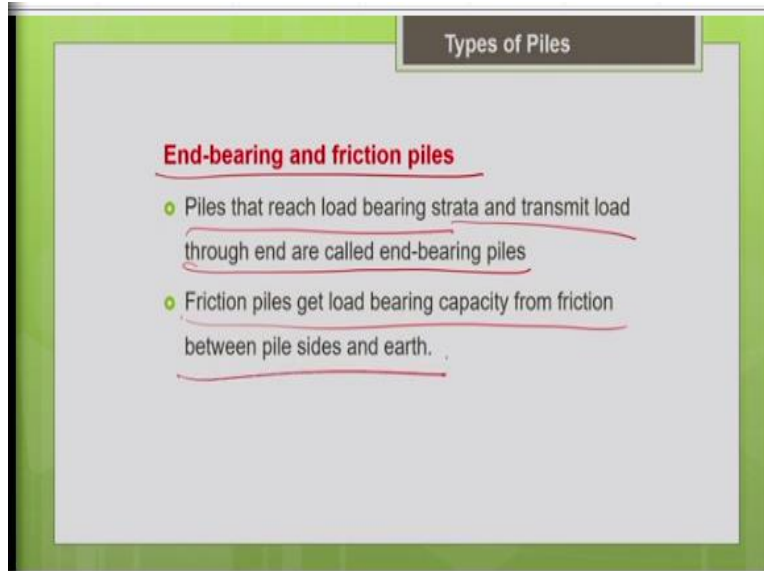 Types of Piles
End-bearing and friction piles
Piles that reach load bearing strata and transmit load
through end are called end-bearing piles
Friction piles get load bearing capacity from friction
between pile sides and earth.